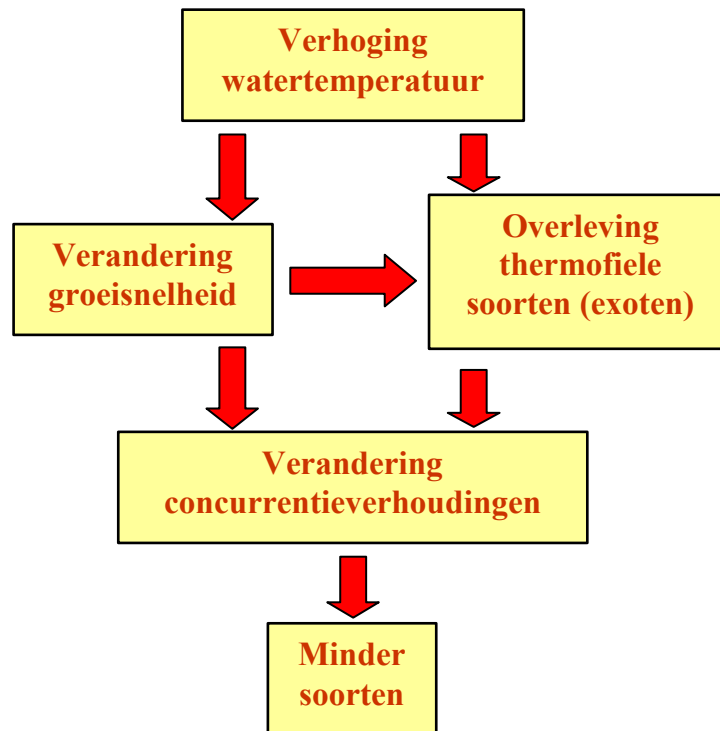 Verhoging
watertemperatuur
Verandering
groeisnelheid
Overleving
thermofiele
soorten (exoten)
Verandering
concurrentieverhoudingen
Minder
soorten